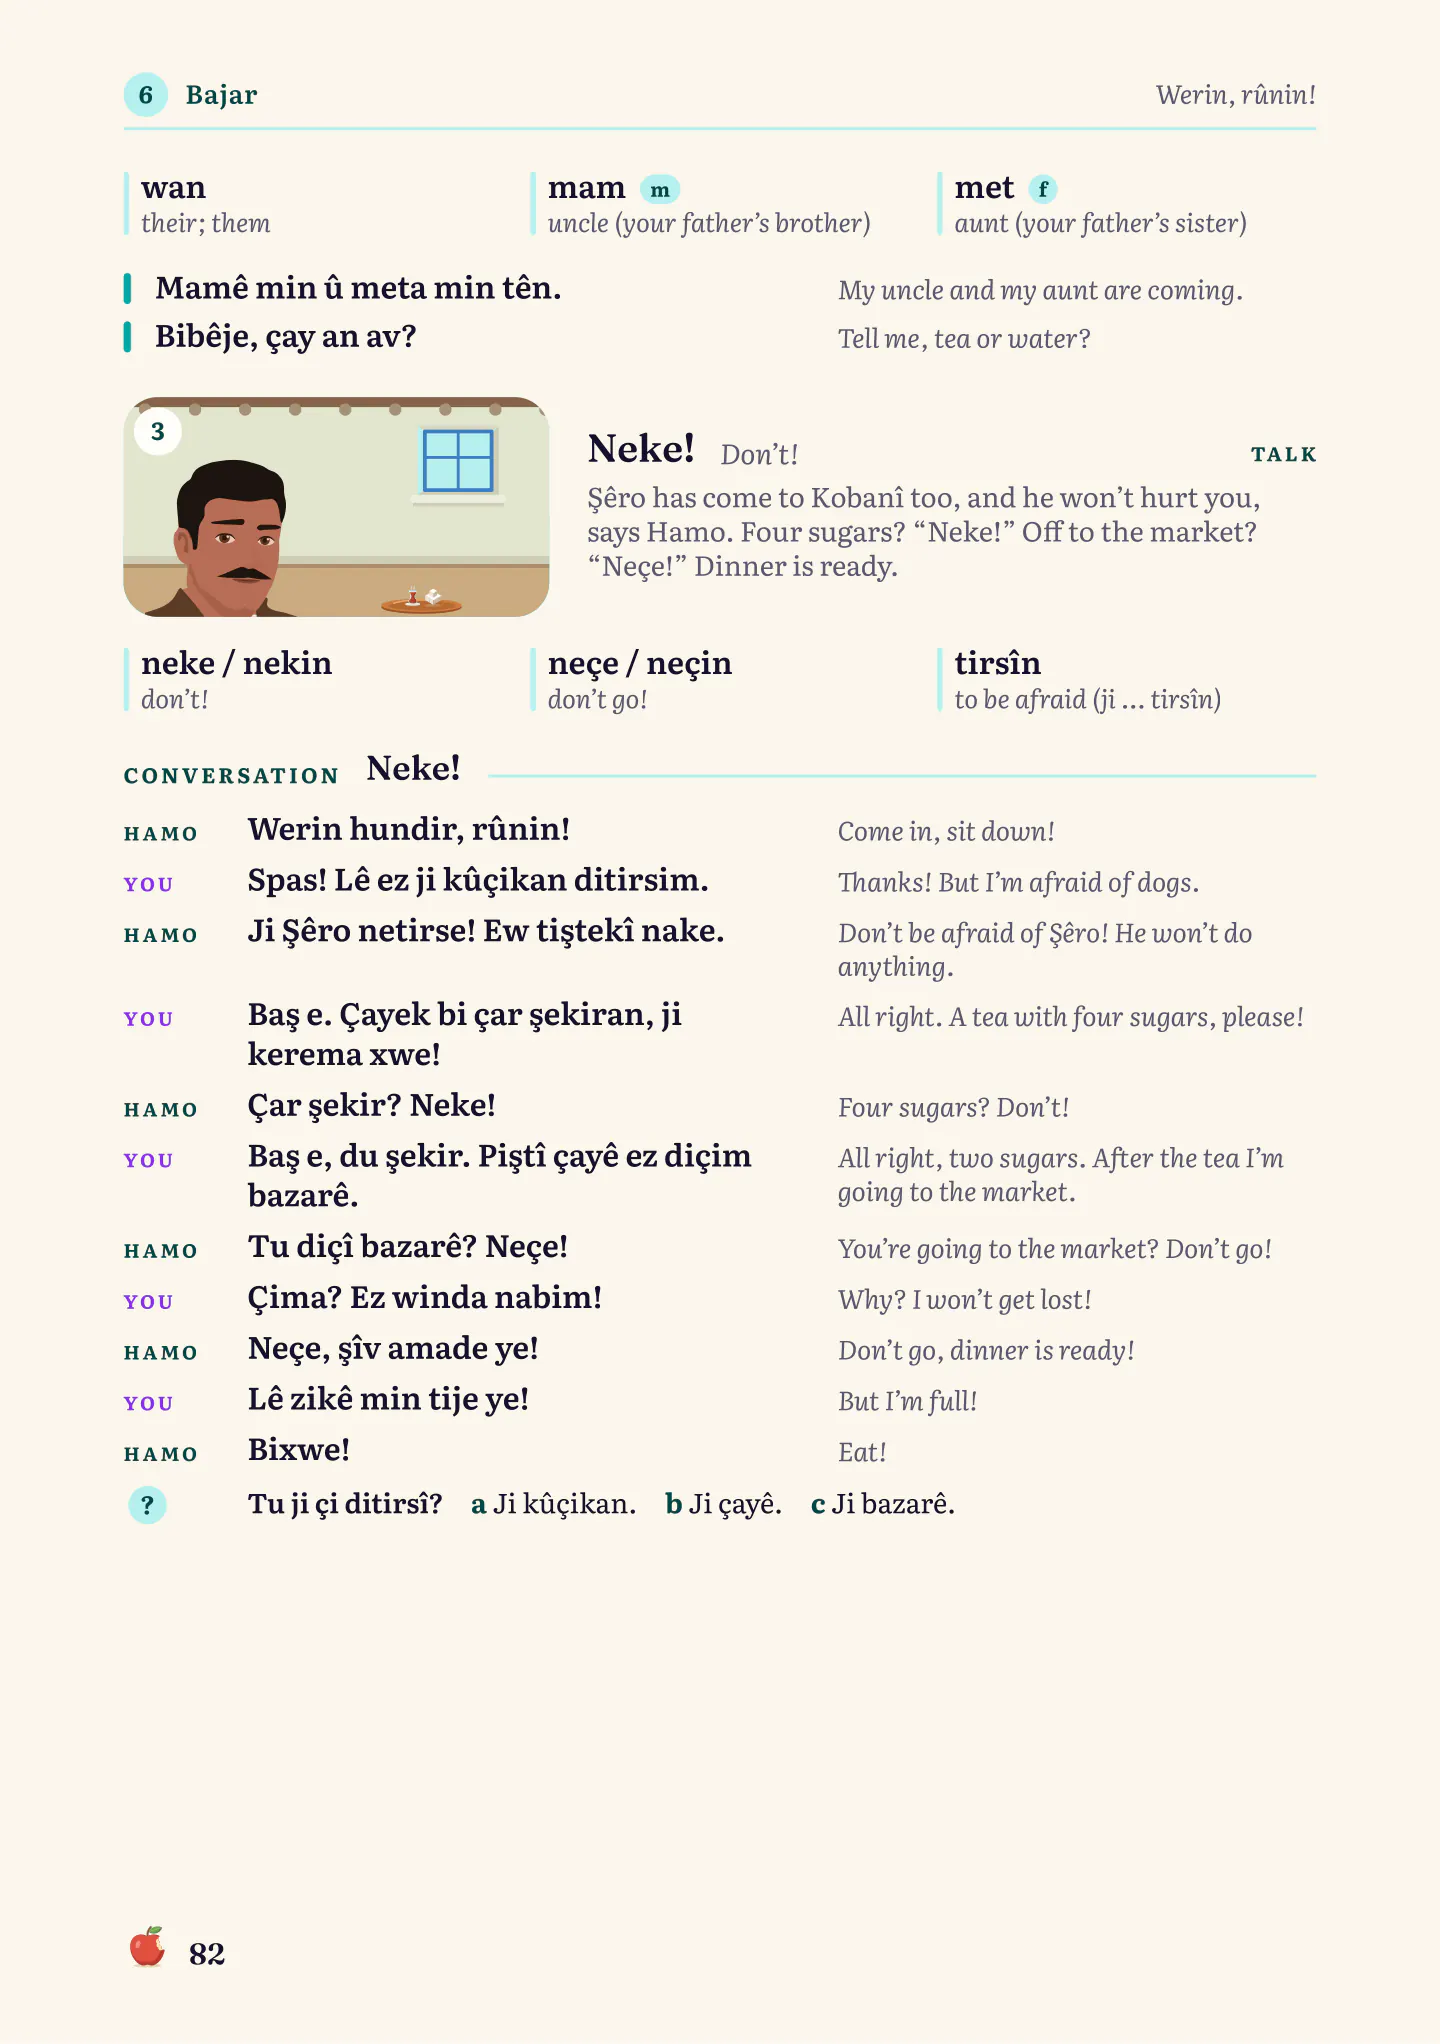 6 Bajar Werin, rûnin!
wan mam m met f
their; them uncle (your father’s brother) aunt (your father’s sister)
Mamê min û meta min tên. My uncle and my aunt are coming.
Bibêje, çay an av? Tell me, tea or water?
3
Neke! Don’t! TALK
Şêro has come to Kobanî too, and he won’t hurt you,
says Hamo. Four sugars? “Neke!” Off to the market?
“Neçe!” Dinner is ready.
neke / nekin neçe / neçin tirsîn
don’t! don’t go! to be afraid (ji … tirsîn)
CONVERSATION Neke!
HAMO Werin hundir, rûnin! Come in, sit down!
YOU Spas! Lê ez ji kûçikan ditirsim. Thanks! But I’m afraid of dogs.
HAMO Ji Şêro netirse! Ew tiştekî nake. Don’t be afraid of Şêro! He won’t do
anything.
YOU Baş e. Çayek bi çar şekiran, ji All right. A tea with four sugars, please!
kerema xwe!
HAMO Çar şekir? Neke! Four sugars? Don’t!
YOU Baş e, du şekir. Piştî çayê ez diçim All right, two sugars. After the tea I’m
bazarê. going to the market.
HAMO Tu diçî bazarê? Neçe! You’re going to the market? Don’t go!
YOU Çima? Ez winda nabim! Why? I won’t get lost!
HAMO Neçe, şîv amade ye! Don’t go, dinner is ready!
YOU Lê zikê min tije ye! But I’m full!
HAMO Bixwe! Eat!
? Tu ji çi ditirsî? a Ji kûçikan. b Ji çayê. c Ji bazarê.
82